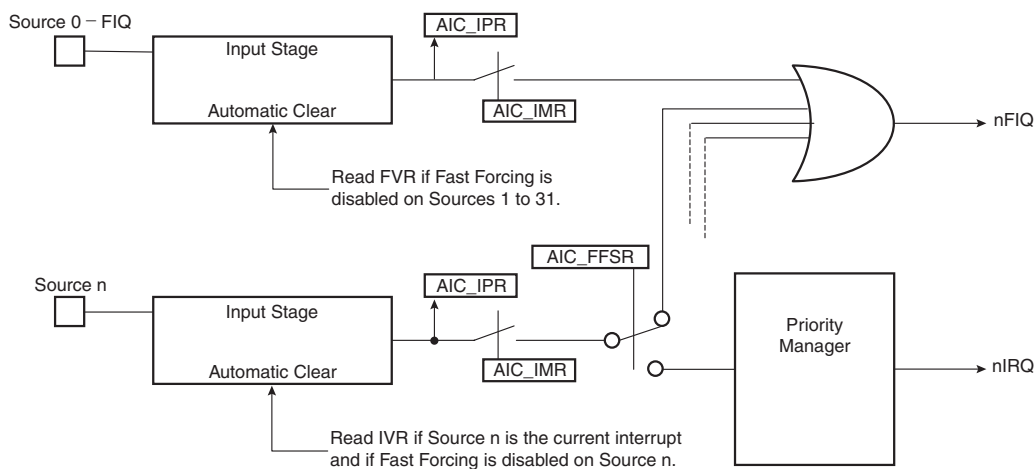 Source 0 – FIQ
AIC_IPR
Input Stage
Automatic Clear
AIC_IMR
nFIQ
Read FVR if Fast Forcing is
disabled on Sources 1 to 31.
AIC_FFSR
Source n
AIC_IPR
Input Stage
Priority
Manager
Automatic Clear
AIC_IMR
nIRQ
Read IVR if Source n is the current interrupt
and if Fast Forcing is disabled on Source n.